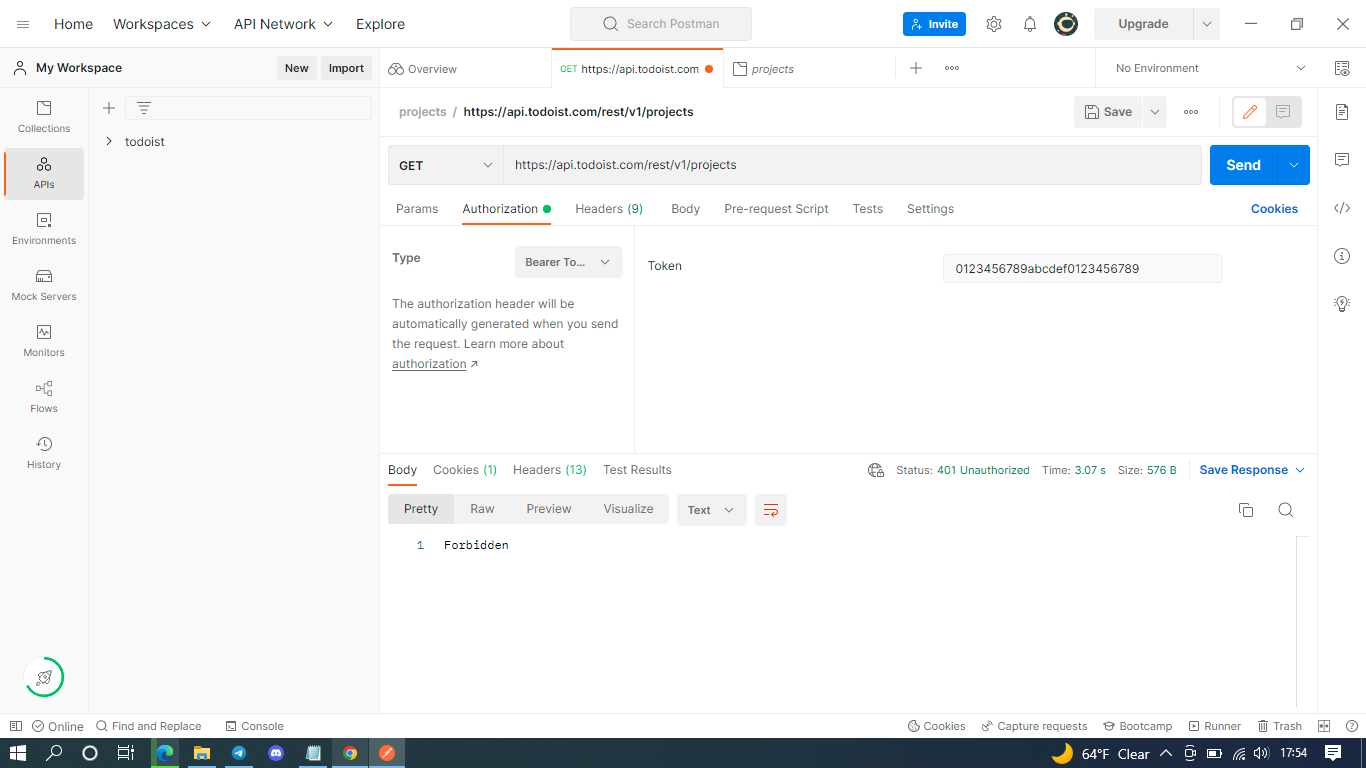 Home Workspaces API Network Explore Search Postman Invite Upgrade
My Workspace New Import Overview GET https://api.todoist.com projects No Environment
Collections
APIs
Environments
Mock Servers
Monitors
Flows
History
todoist
projects / https://api.todoist.com/rest/v1/projects Save
GET https://api.todoist.com/rest/v1/projects Send
Params Authorization Headers (9) Body Pre-request Script Tests Settings Cookies
Type Bearer To...
The authorization header will be
automatically generated when you send
the request. Learn more about
authorization ↗
Token 0123456789abcdef0123456789
Body Cookies (1) Headers (13) Test Results Status: 401 Unauthorized Time: 3.07 s Size: 576 B Save Response
Pretty Raw Preview Visualize Text
1 Forbidden
Online Find and Replace Console Cookies Capture requests Bootcamp Runner Trash
64°F Clear 17:54